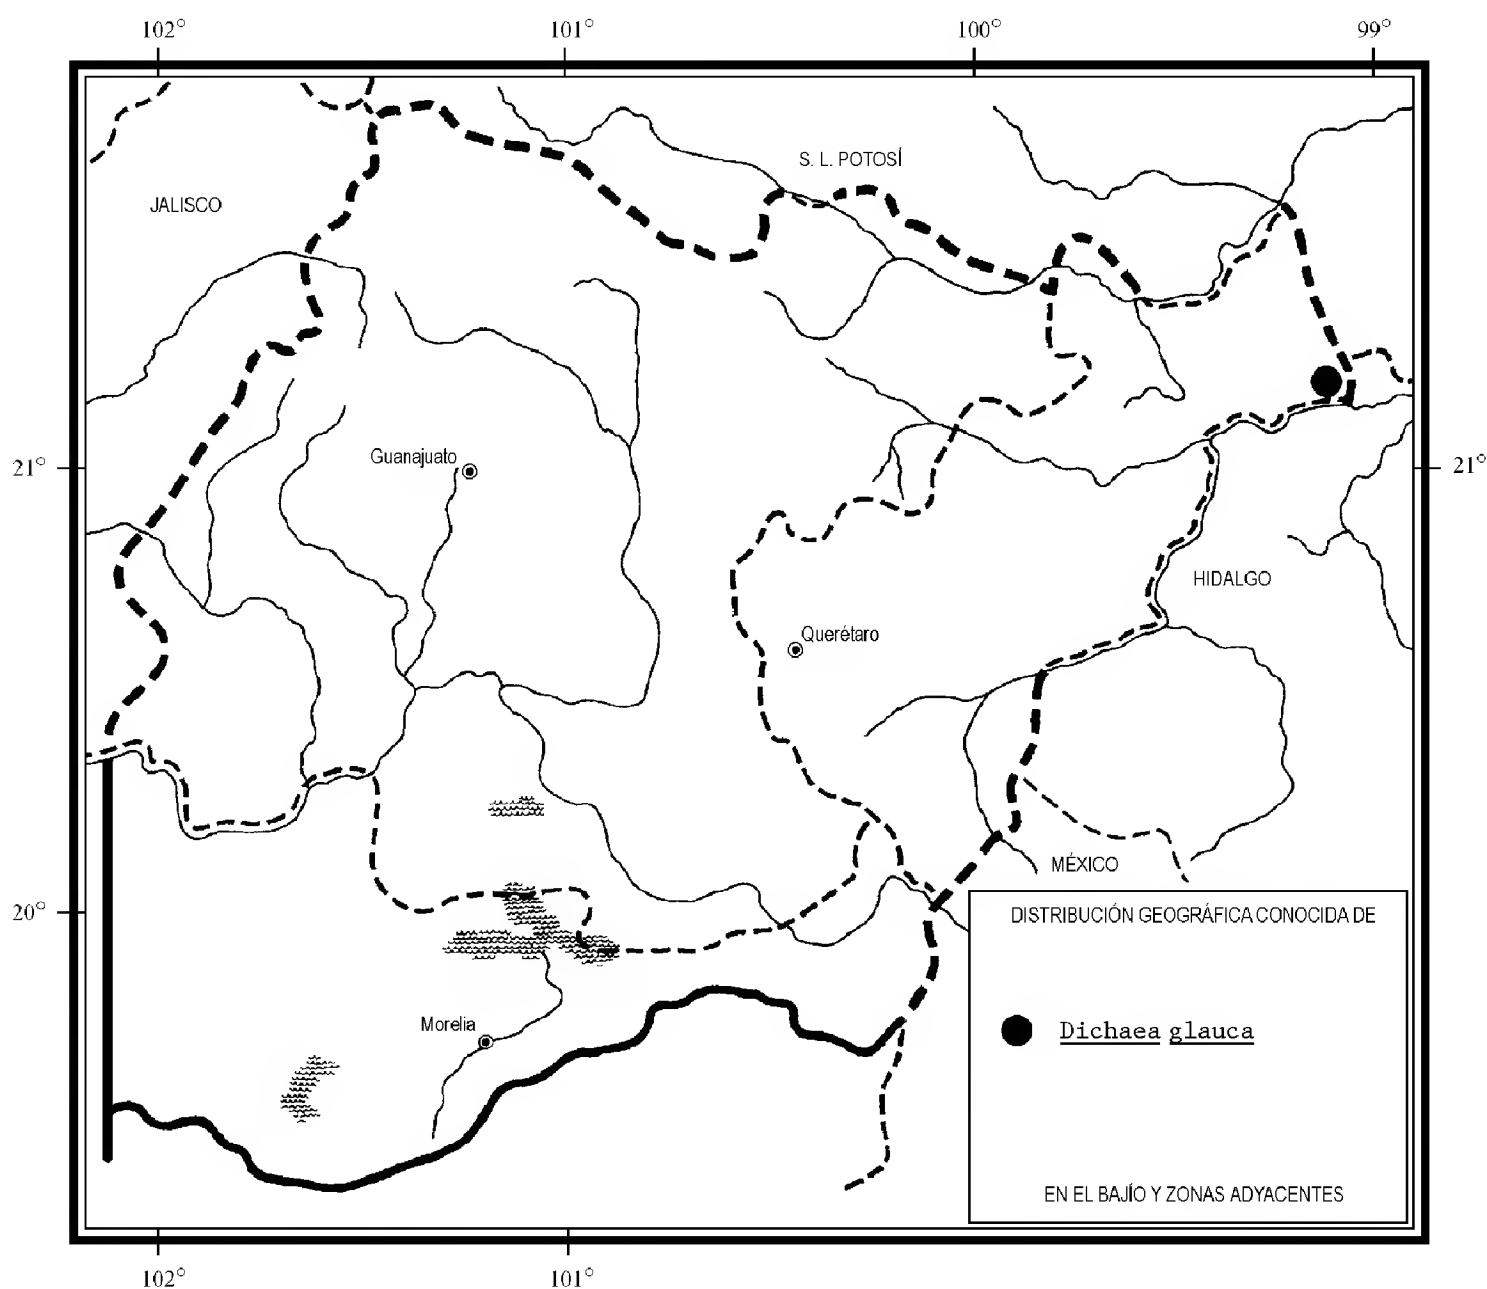 102° 101° 100° 99°
S. L. POTOSÍ
JALISCO
Guanajuato
21° 21°
HIDALGO
Querétaro
MÉXICO
20°
DISTRIBUCIÓN GEOGRÁFICA CONOCIDA DE
Morelia
Dichaea glauca
EN EL BAJÍO Y ZONAS ADYACENTES
102° 101°